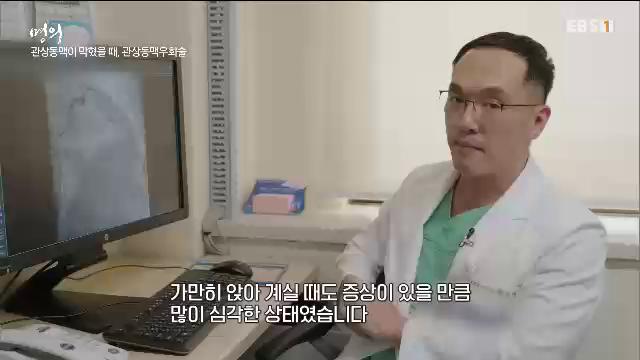 명의
관상동맥이 막혔을 때, 관상동맥우회술
EBS 1
가만히 앉아 계실 때도 증상이 있을 만큼
많이 심각한 상태였습니다